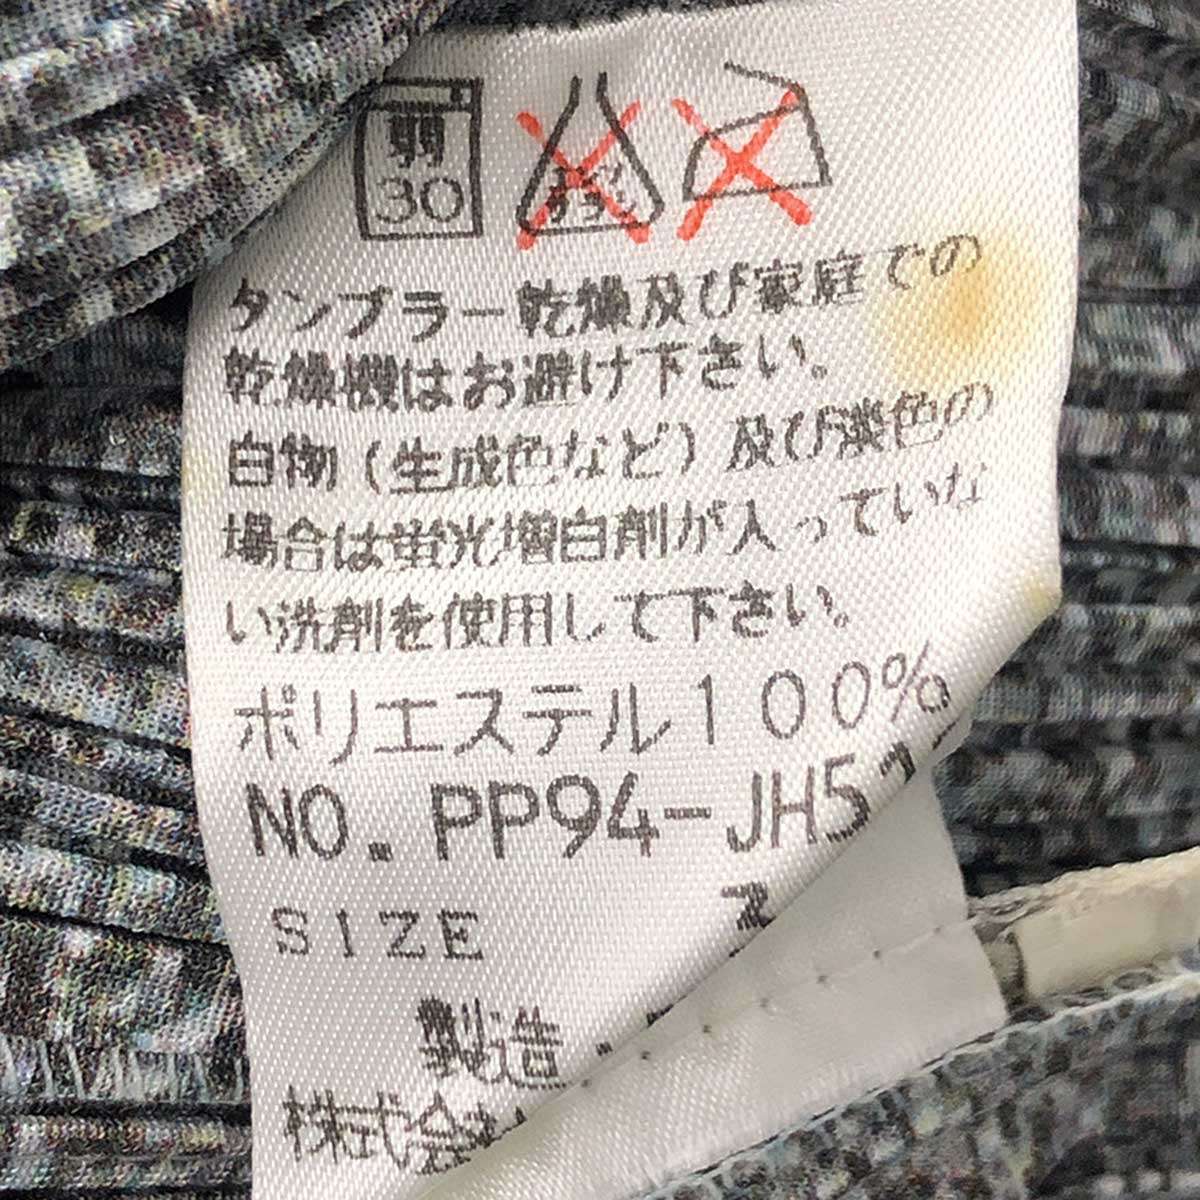 弱
30
タンブラー乾燥及び家庭での
乾燥機はお避け下さい。
白物（生成色など）及び淡色の
場合は蛍光増白剤が入っていな
い洗剤を使用して下さい。
ポリエステル100%
NO. PP94-JH5
SIZE
製造
株式会